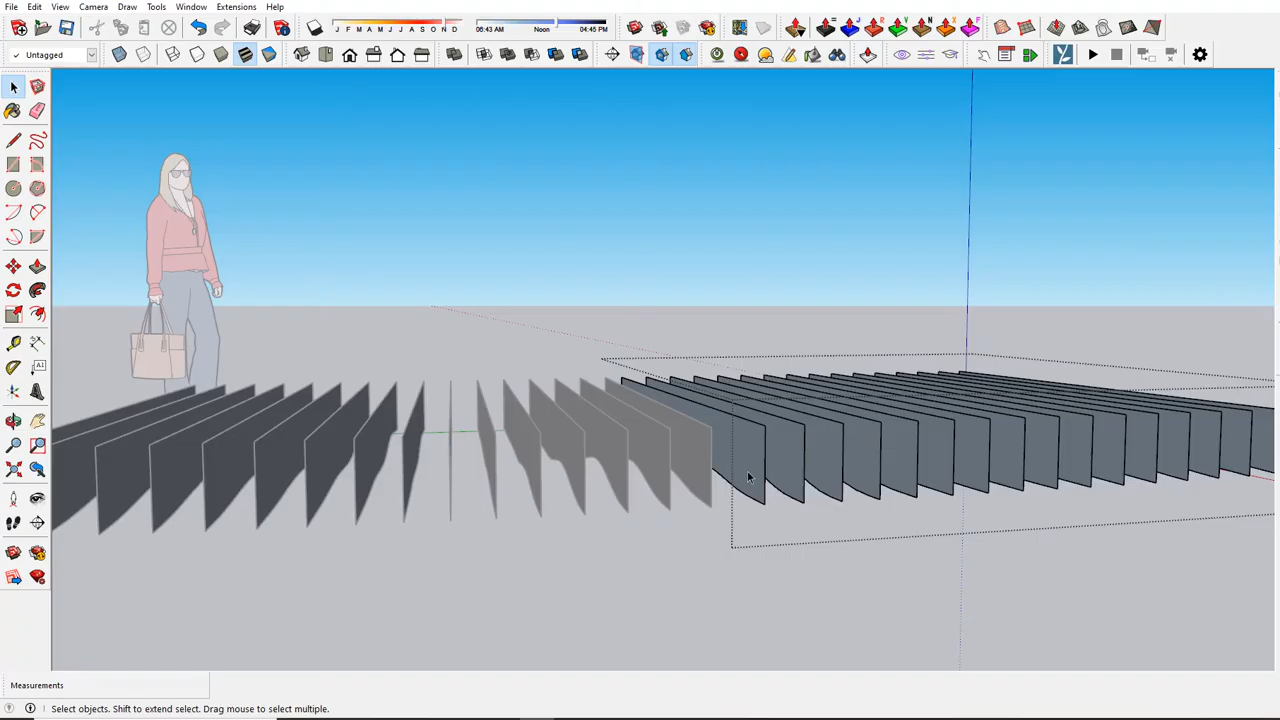 File Edit View Camera Draw Tools Window Extensions Help
J F M A M J J A S O N D 06:43 AM Noon 04:45 PM
✓ Untagged
A1
Measurements
Select objects. Shift to extend select. Drag mouse to select multiple.